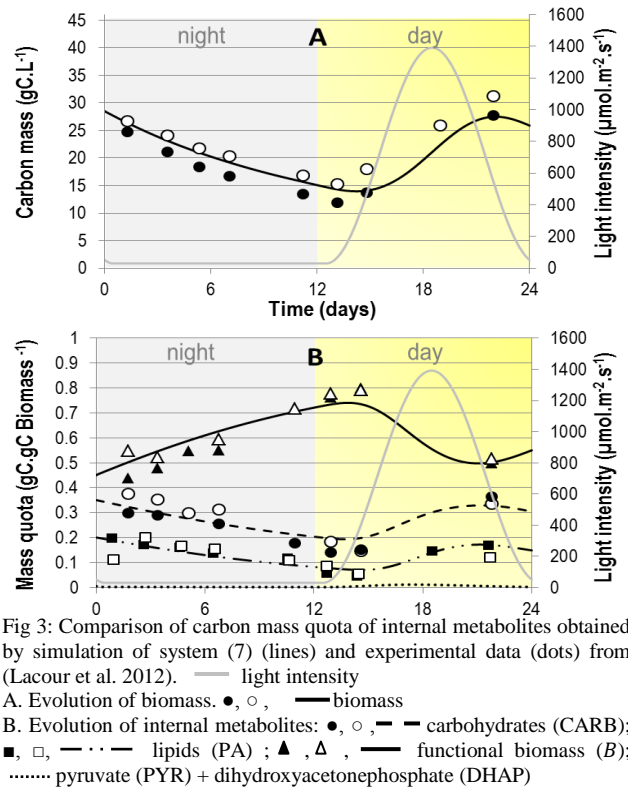 night
A
day
Carbon mass (gC.L-1)
45
40
35
30
25
20
15
10
5
0
1600
1400
1200
1000
800
600
400
200
0
Light intensity (µmol.m-2.s-1)
0
6
12
18
24
Time (days)
night
B
day
Mass quota (gC.gC Biomass -1)
1
0.9
0.8
0.7
0.6
0.5
0.4
0.3
0.2
0.1
0
1600
1400
1200
1000
800
600
400
200
0
Light intensity (µmol.m-2.s-1)
0
6
12
18
24
Fig 3: Comparison of carbon mass quota of internal metabolites obtained
by simulation of system (7) (lines) and experimental data (dots) from
(Lacour et al. 2012). light intensity
A. Evolution of biomass. ●, ○, biomass
B. Evolution of internal metabolites: ●, ○, carbohydrates (CARB);
■, □, lipids (PA) ; ▲, △, functional biomass (B);
pyruvate (PYR) + dihydroxyacetonephosphate (DHAP)